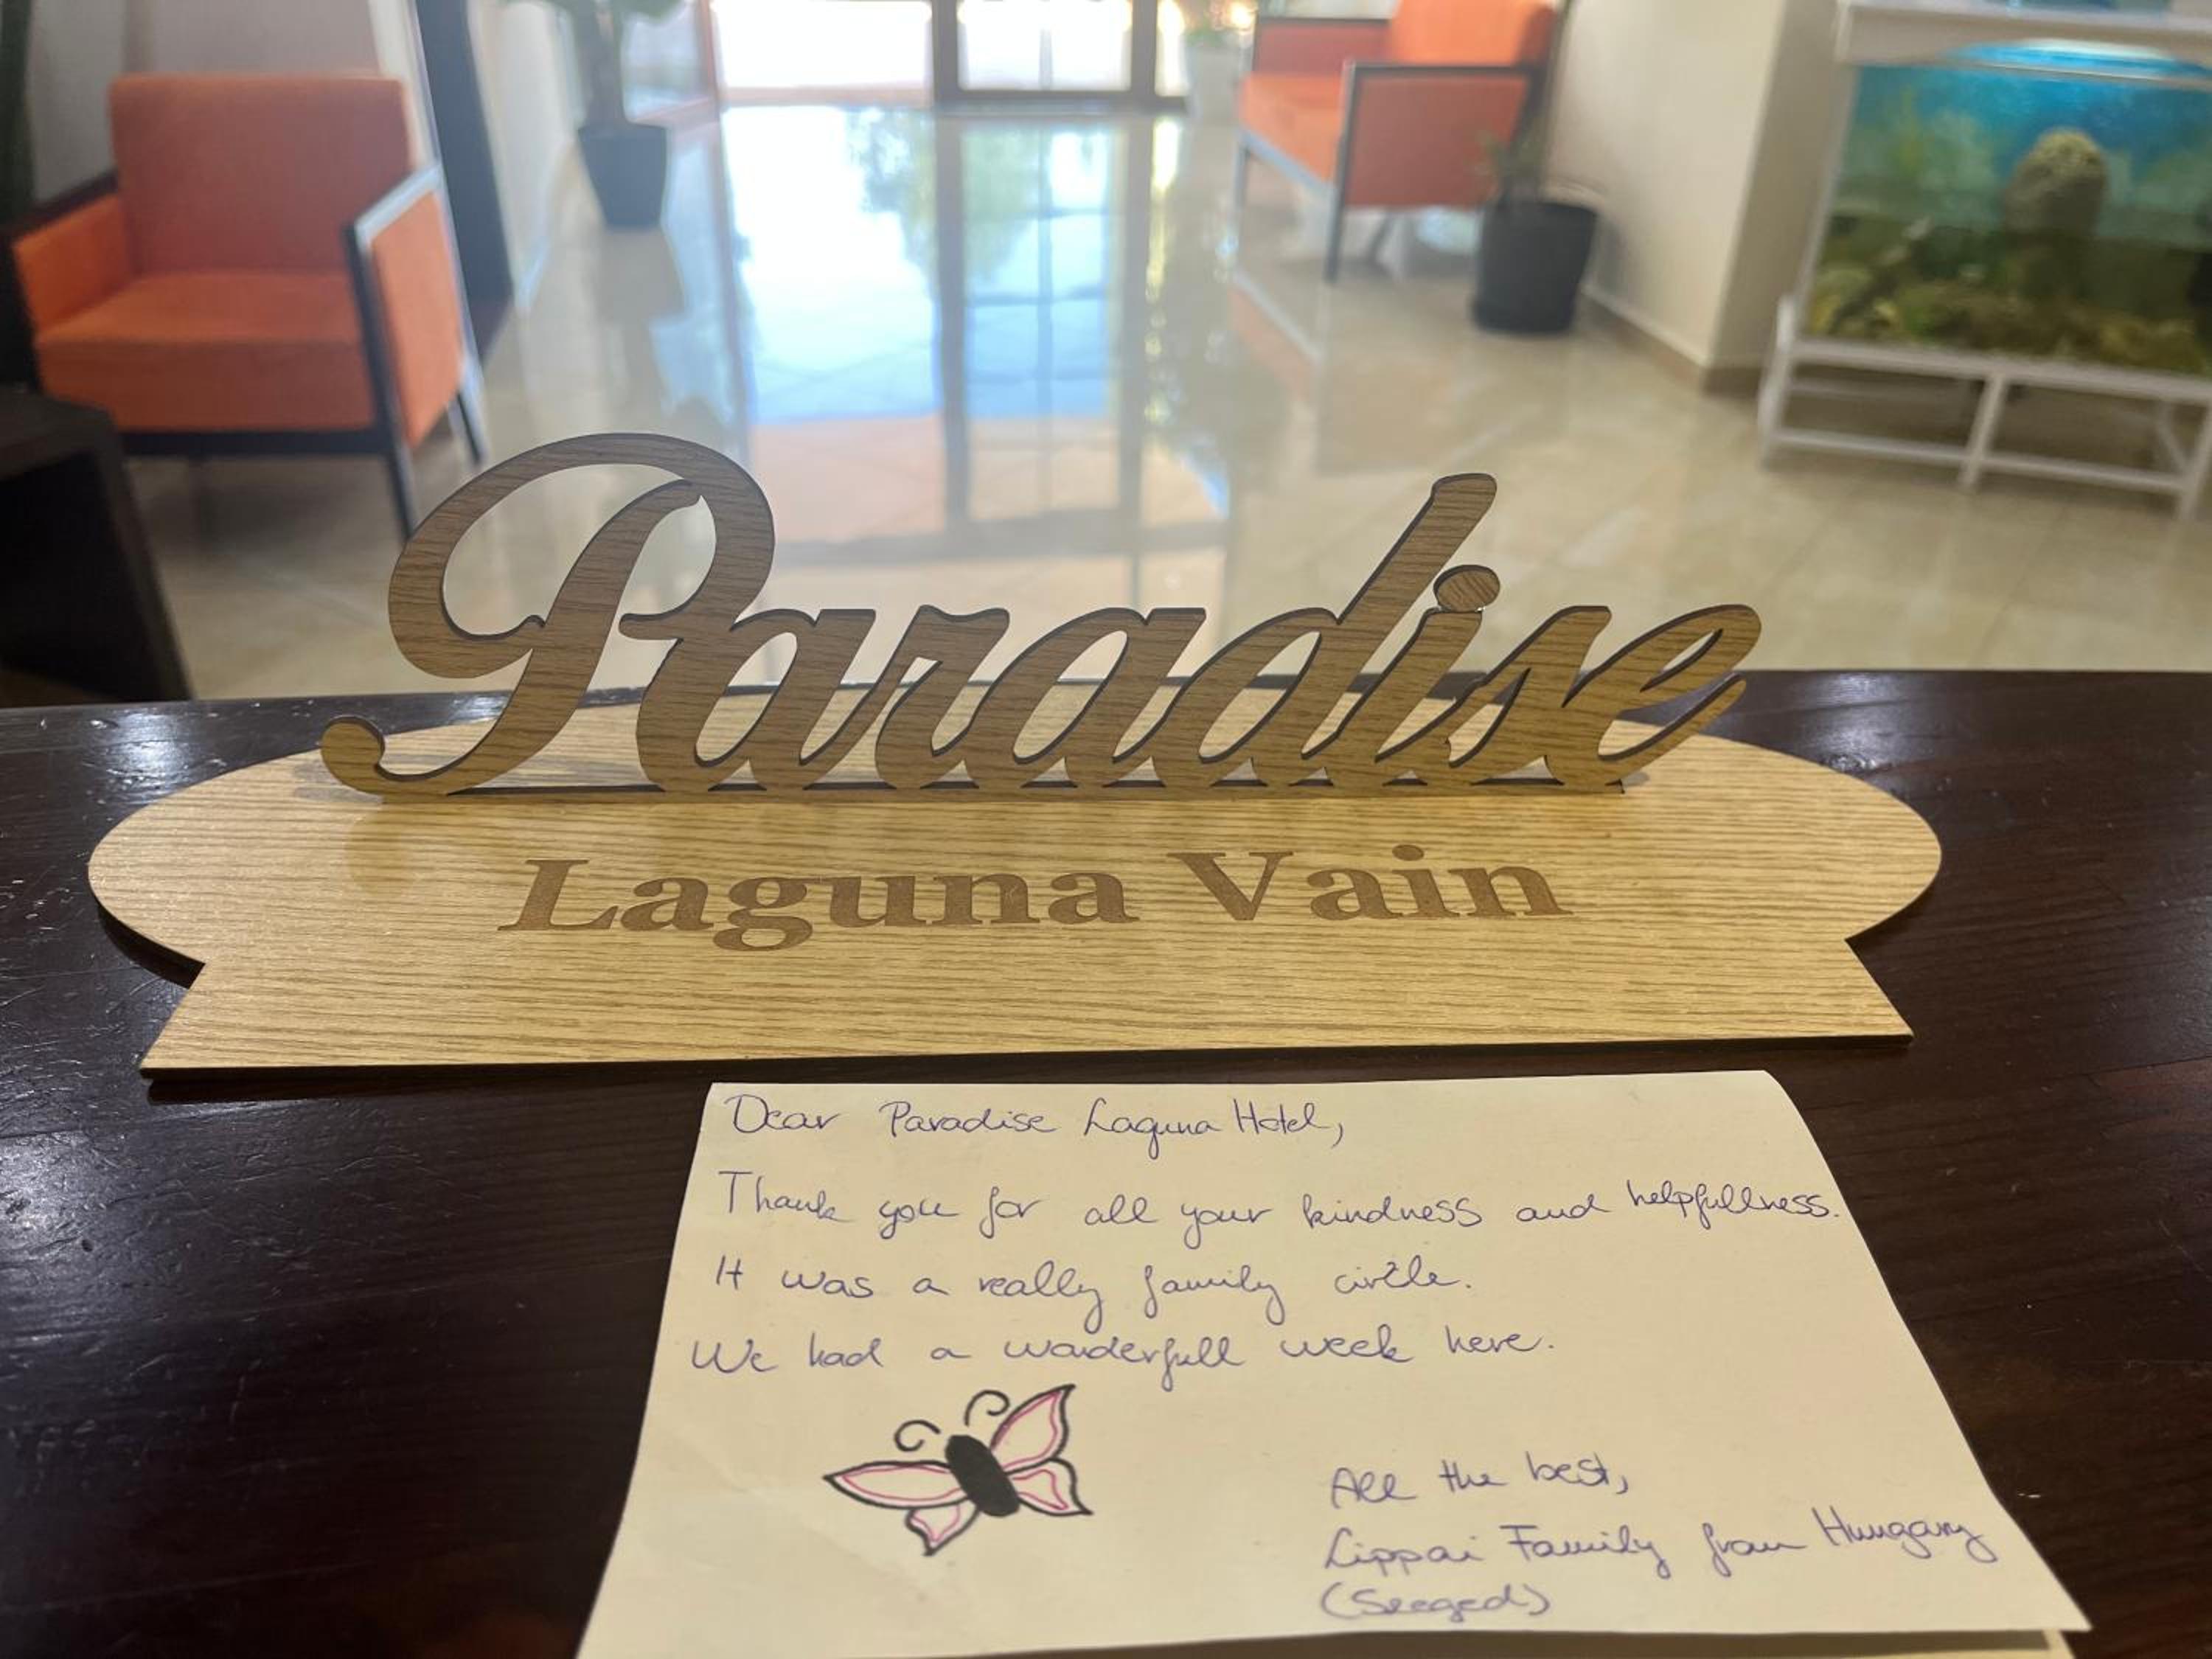 Paradise
Laguna Vain
Dear Paradise Laguna Hotel,
Thank you for all your kindness and helpfullness.
It was a really family circle.
We had a wonderfull week here.
All the best,
Lippai Family from Hungary
(Szeged)